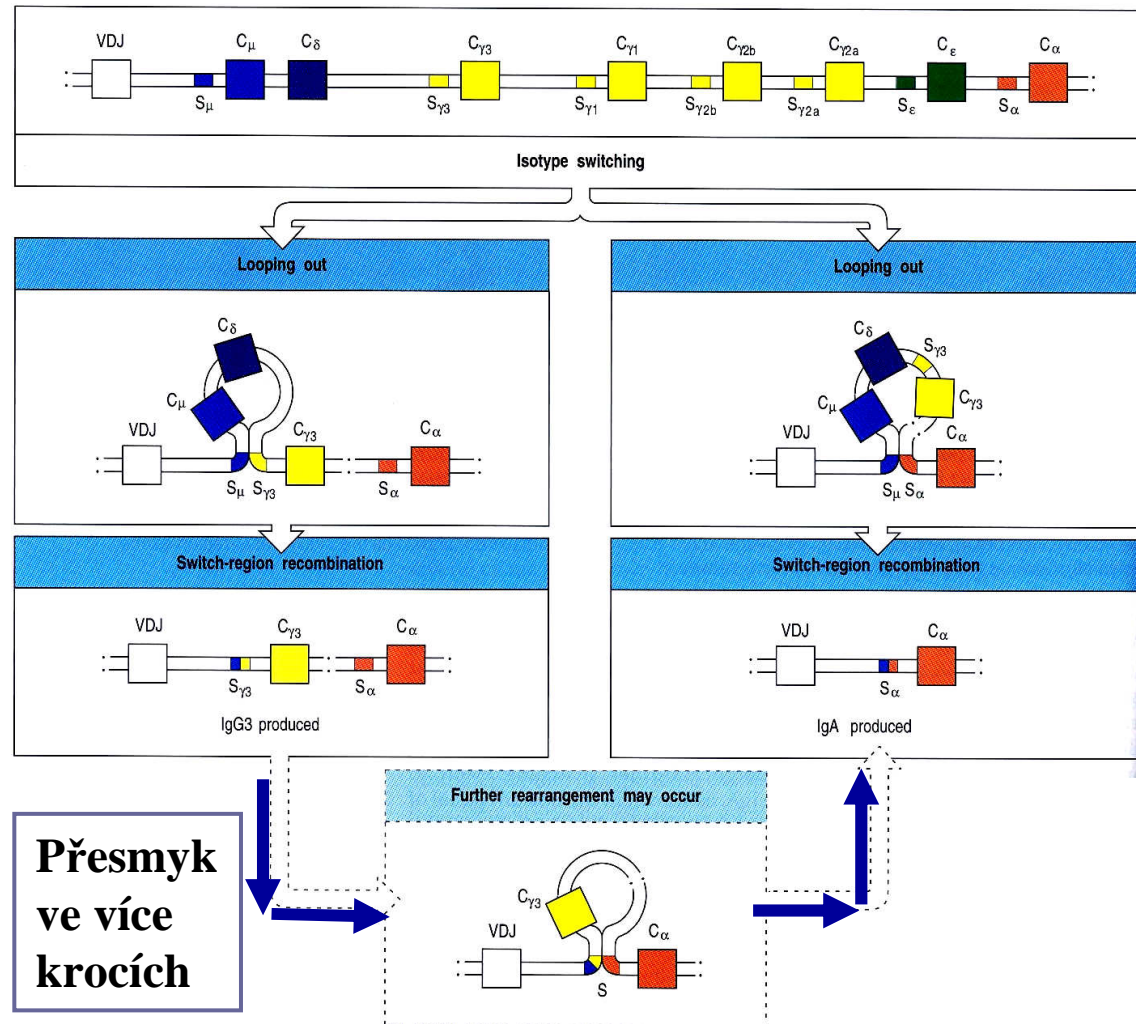 VDJ Cμ Cδ Cγ3 Cγ1 Cγ2b Cγ2a Cε Cα
Sμ Sγ3 Sγ1 Sγ2b Sγ2a Sε Sα
Isotype switching
Looping out
Cδ
Cμ
VDJ Cγ3 Cα
Sμ Sγ3 Sα
Switch-region recombination
VDJ Cγ3 Cα
Sγ3 Sα
IgG3 produced
Looping out
Cδ Sγ3
Cμ Cγ3
VDJ Cα
Sμ Sα
Switch-region recombination
VDJ Cα
Sα
IgA produced
Přesmyk
ve více
krocích
Further rearrangement may occur
Cγ3
VDJ Cα
S